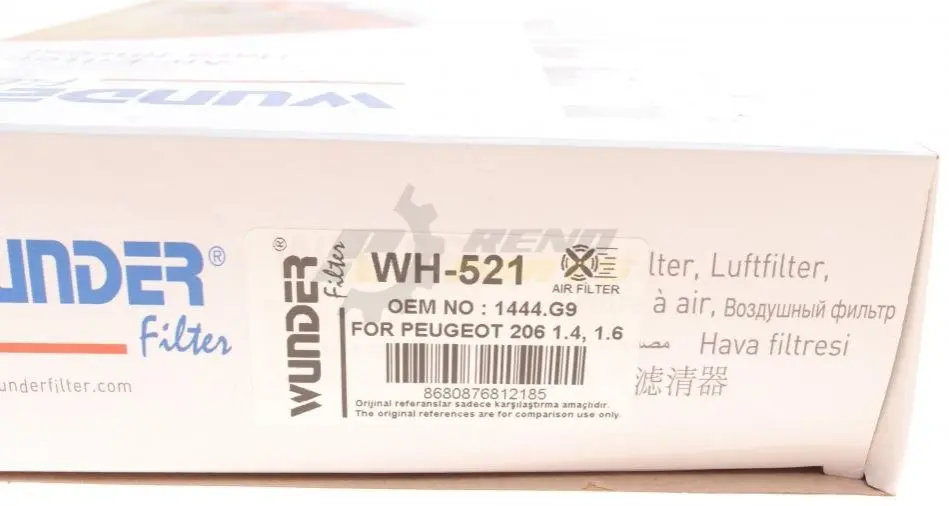 WUNDER
WUNDER®
Filter
underfilter.com
WUNDER®
Filter
WH-521
AIR FILTER
OEM NO : 1444.G9
FOR PEUGEOT 206 1.4, 1.6
8680876812185
Orijinal referanslar sadece karşılaştırma amaçlıdır.
The original references are for comparison use only.
lter, Luftfilter,
à air, Воздушный фильтр
Hava filtresi
滤清器
RENO